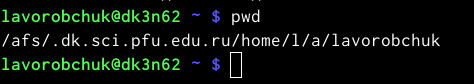 lavorobchuk@dk3n62 ~ $ pwd
/afs/.dk.sci.pfu.edu.ru/home/l/a/lavorobchuk
lavorobchuk@dk3n62 ~ $